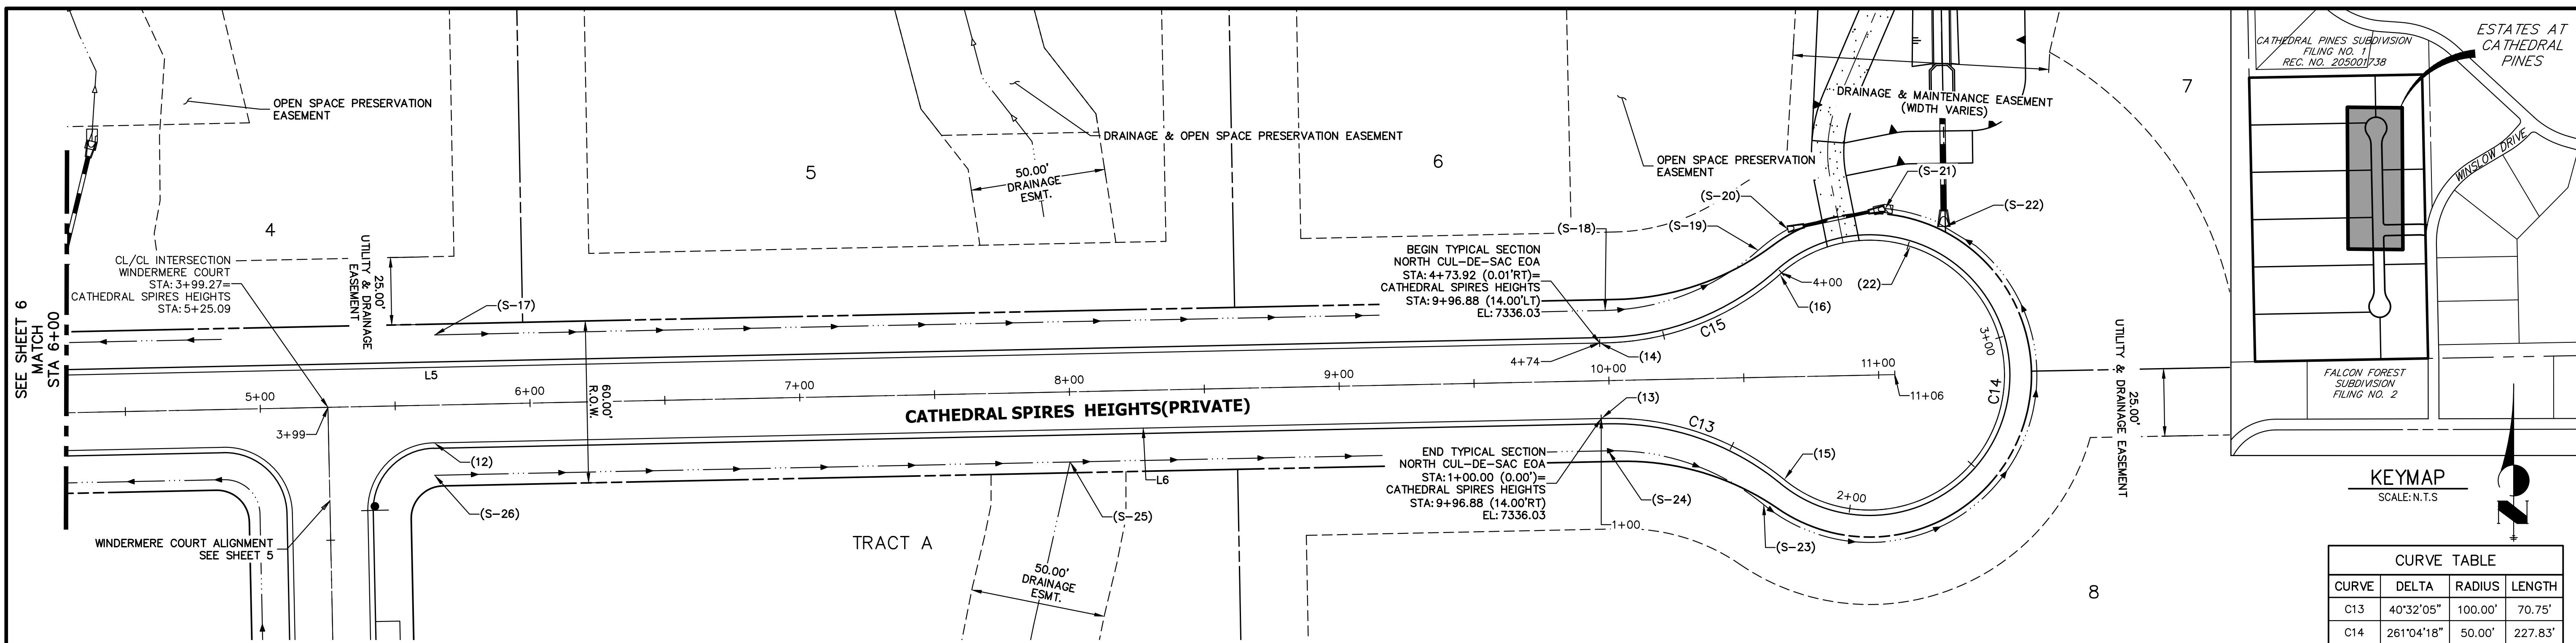 SEE SHEET 6
MATCH
STA 6+00
OPEN SPACE PRESERVATION
EASEMENT
4
CL/CL INTERSECTION
WINDERMERE COURT
STA: 3+99.27=
CATHEDRAL SPIRES HEIGHTS
STA: 5+25.09
UTILITY & DRAINAGE
EASEMENT
25.00'
(S-17)
5
DRAINAGE & OPEN SPACE PRESERVATION EASEMENT
50.00'
DRAINAGE
ESMT.
6
OPEN SPACE PRESERVATION
EASEMENT
DRAINAGE & MAINTENANCE EASEMENT
(WIDTH VARIES)
7
(S-18)
(S-19)
(S-20)
(S-21)
(S-22)
BEGIN TYPICAL SECTION
NORTH CUL-DE-SAC EOA
STA: 4+73.92 (0.01'RT)=
CATHEDRAL SPIRES HEIGHTS
STA: 9+96.88 (14.00'LT)
EL: 7336.03
4+00
(16)
(22)
C15
(14)
4+74
3+00
C14
L5
5+00
6+00
7+00
8+00
9+00
10+00
11+00
11+06
60.00'
R.O.W.
CATHEDRAL SPIRES HEIGHTS(PRIVATE)
3+99
(13)
C13
(12)
(15)
2+00
L6
END TYPICAL SECTION
NORTH CUL-DE-SAC EOA
STA: 1+00.00 (0.00')=
CATHEDRAL SPIRES HEIGHTS
STA: 9+96.88 (14.00'RT)
EL: 7336.03
1+00
(S-24)
(S-23)
(S-25)
(S-26)
WINDERMERE COURT ALIGNMENT
SEE SHEET 5
TRACT A
50.00'
DRAINAGE
ESMT.
8
UTILITY & DRAINAGE EASEMENT
25.00'
CATHEDRAL PINES SUBDIVISION
FILING NO. 1
REC. NO. 205001738
ESTATES AT
CATHEDRAL
PINES
WINSLOW DRIVE
FALCON FOREST
SUBDIVISION
FILING NO. 2
KEYMAP
SCALE: N.T.S
N
CURVE TABLE
CURVE DELTA RADIUS LENGTH
C13 40°32'05" 100.00' 70.75'
C14 261°04'18" 50.00' 227.83'